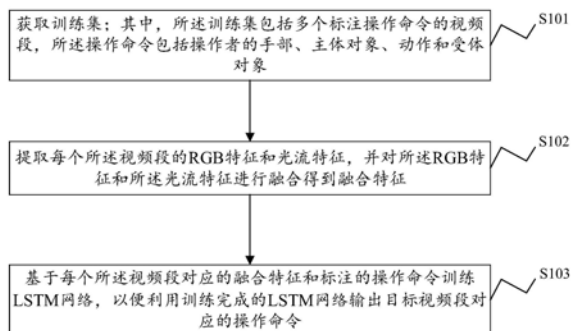 获取训练集；其中，所述训练集包括多个标注操作命令的视频
段，所述操作命令包括操作者的手部、主体对象、动作和受体
对象
S101
提取每个所述视频段的RGB特征和光流特征，并对所述RGB特
征和所述光流特征进行融合得到融合特征
S102
基于每个所述视频段对应的融合特征和标注的操作命令训练
LSTM网络，以便利用训练完成的LSTM网络输出目标视频段对
应的操作命令
S103